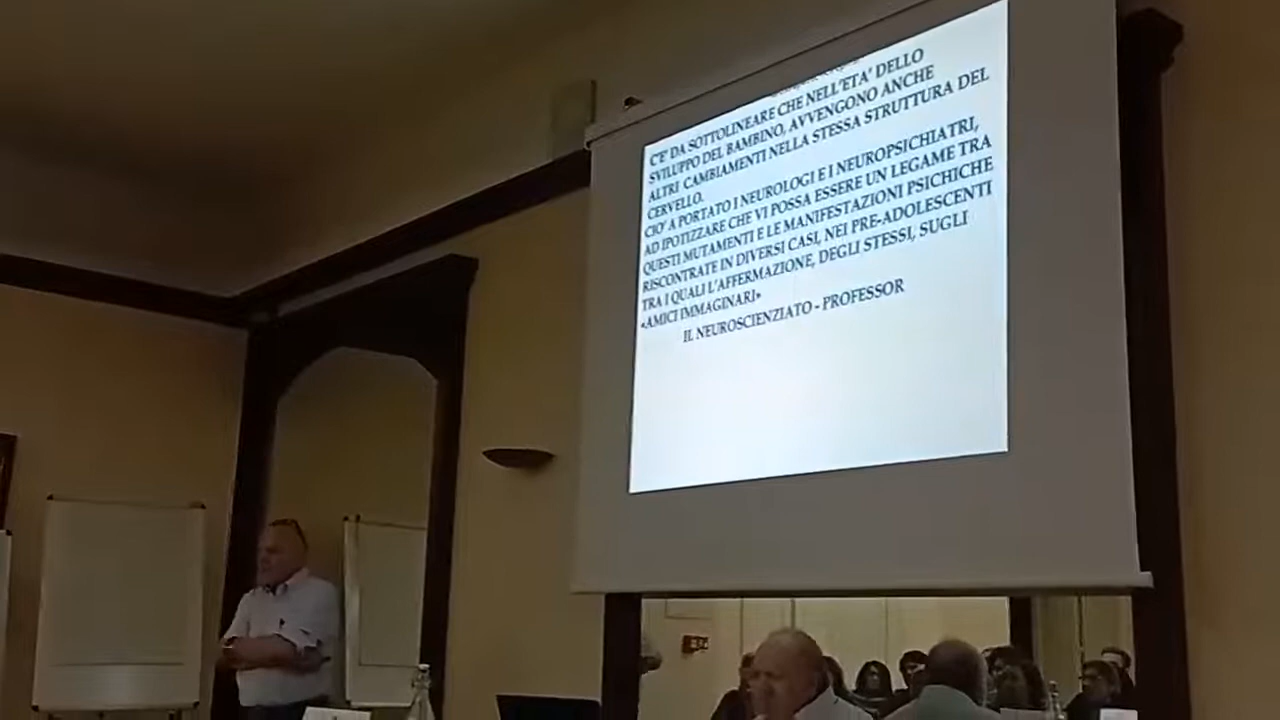 C'E' DA SOTTOLINEARE CHE NELL'ETA' DELLO
SVILUPPO DEL BAMBINO, AVVENGONO ANCHE
ALTRI CAMBIAMENTI NELLA STESSA STRUTTURA DEL
CERVELLO.
CIO' A PORTATO I NEUROLOGI E I NEUROPSICHIATRI,
AD IPOTIZZARE CHE VI POSSA ESSERE UN LEGAME TRA
QUESTI MUTAMENTI E LE MANIFESTAZIONI PSICHICHE
RISCONTRATE IN DIVERSI CASI, NEI PRE-ADOLESCENTI
TRA I QUALI L'AFFERMAZIONE, DEGLI STESSI, SUGLI
«AMICI IMMAGINARI»
IL NEUROSCIENZIATO - PROFESSOR